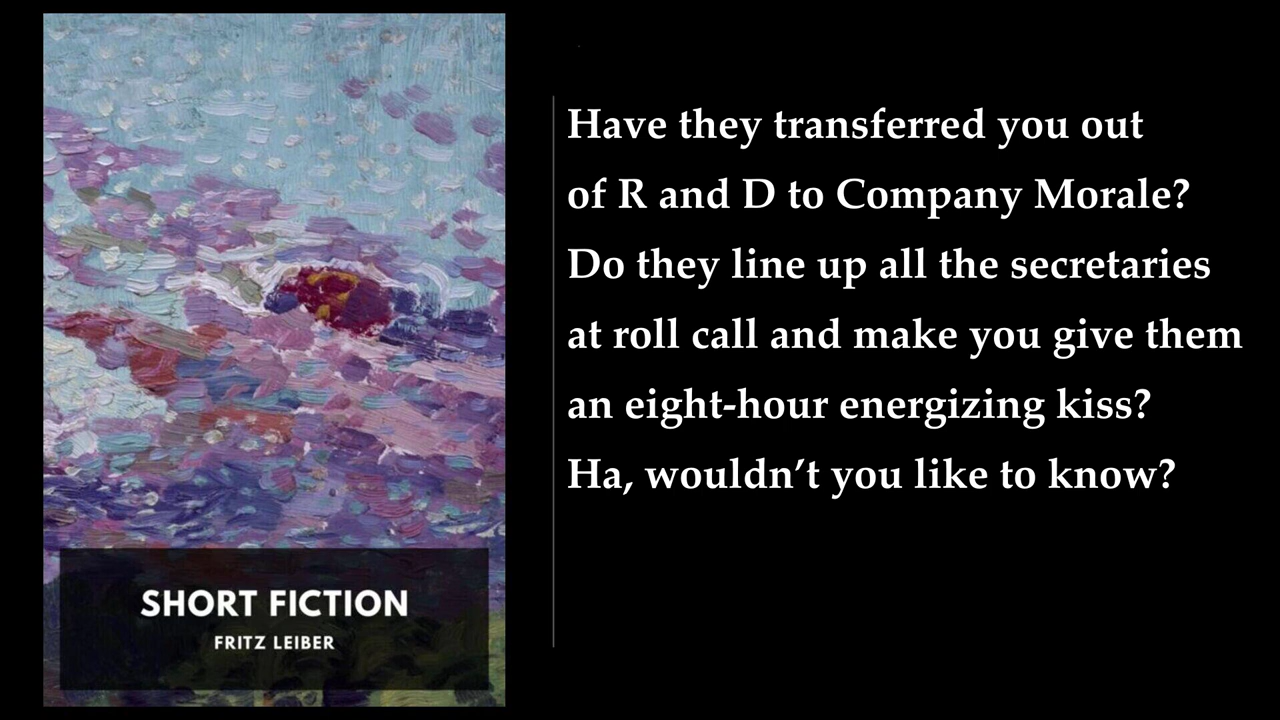 SHORT FICTION
FRITZ LEIBER
Have they transferred you out
of R and D to Company Morale?
Do they line up all the secretaries
at roll call and make you give them
an eight-hour energizing kiss?
Ha, wouldn’t you like to know?